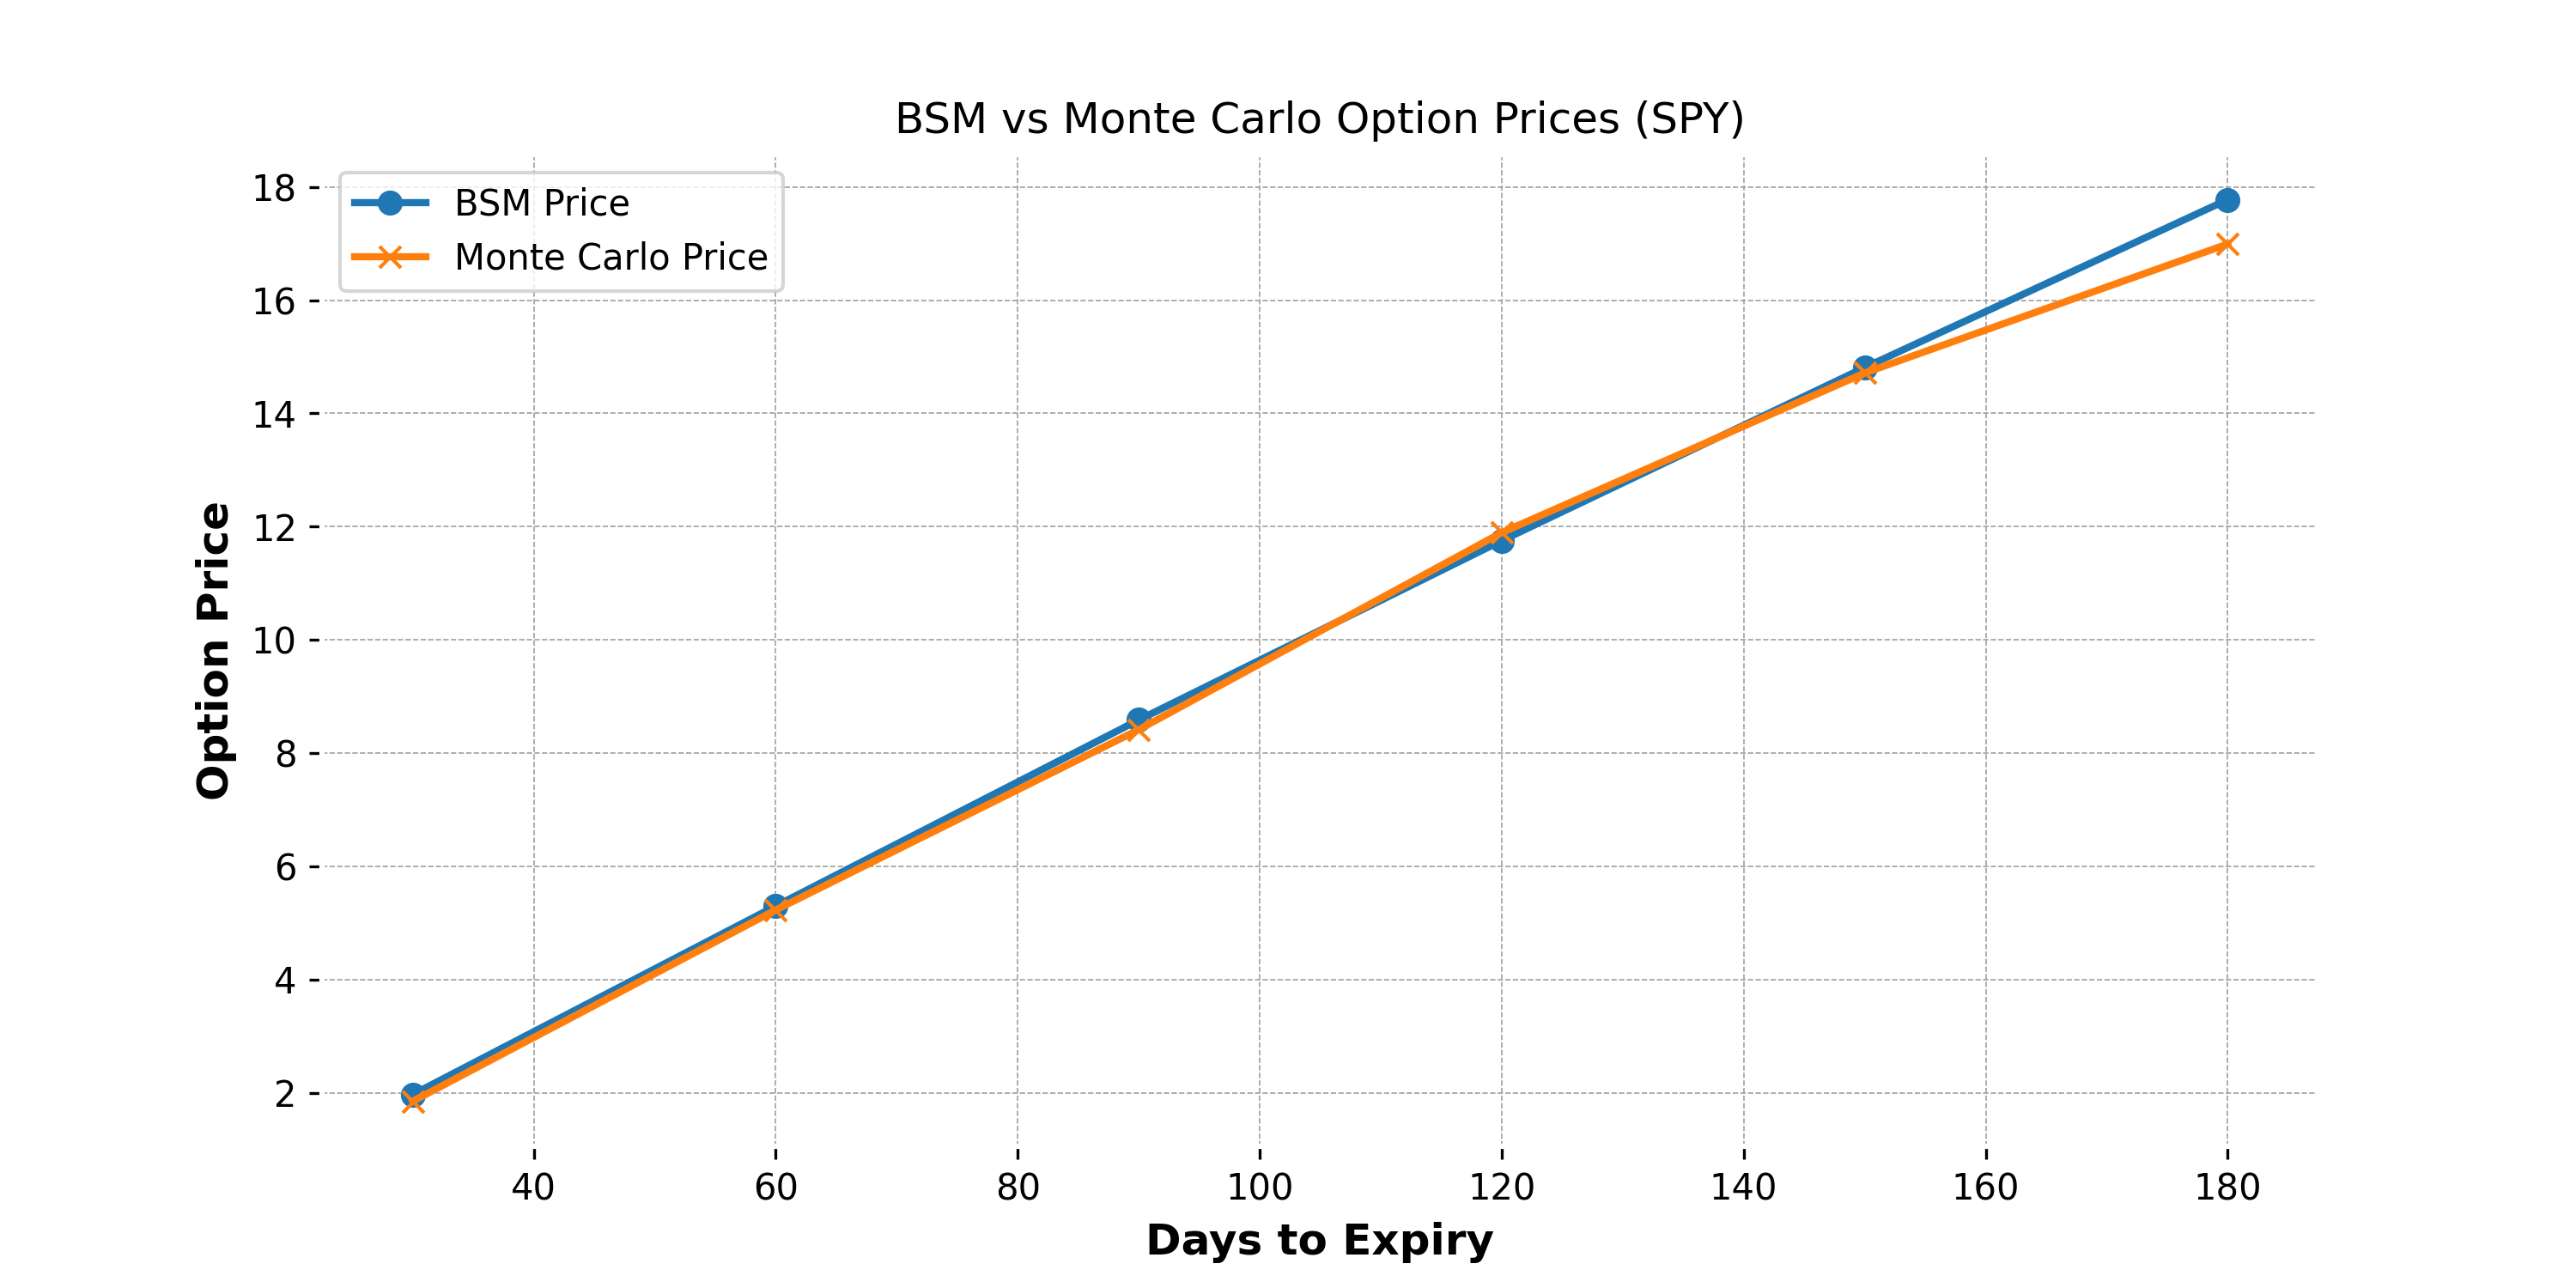 BSM vs Monte Carlo Option Prices (SPY)
BSM Price
Monte Carlo Price
Option Price
18
16
14
12
10
8
6
4
2
40 60 80 100 120 140 160 180
Days to Expiry